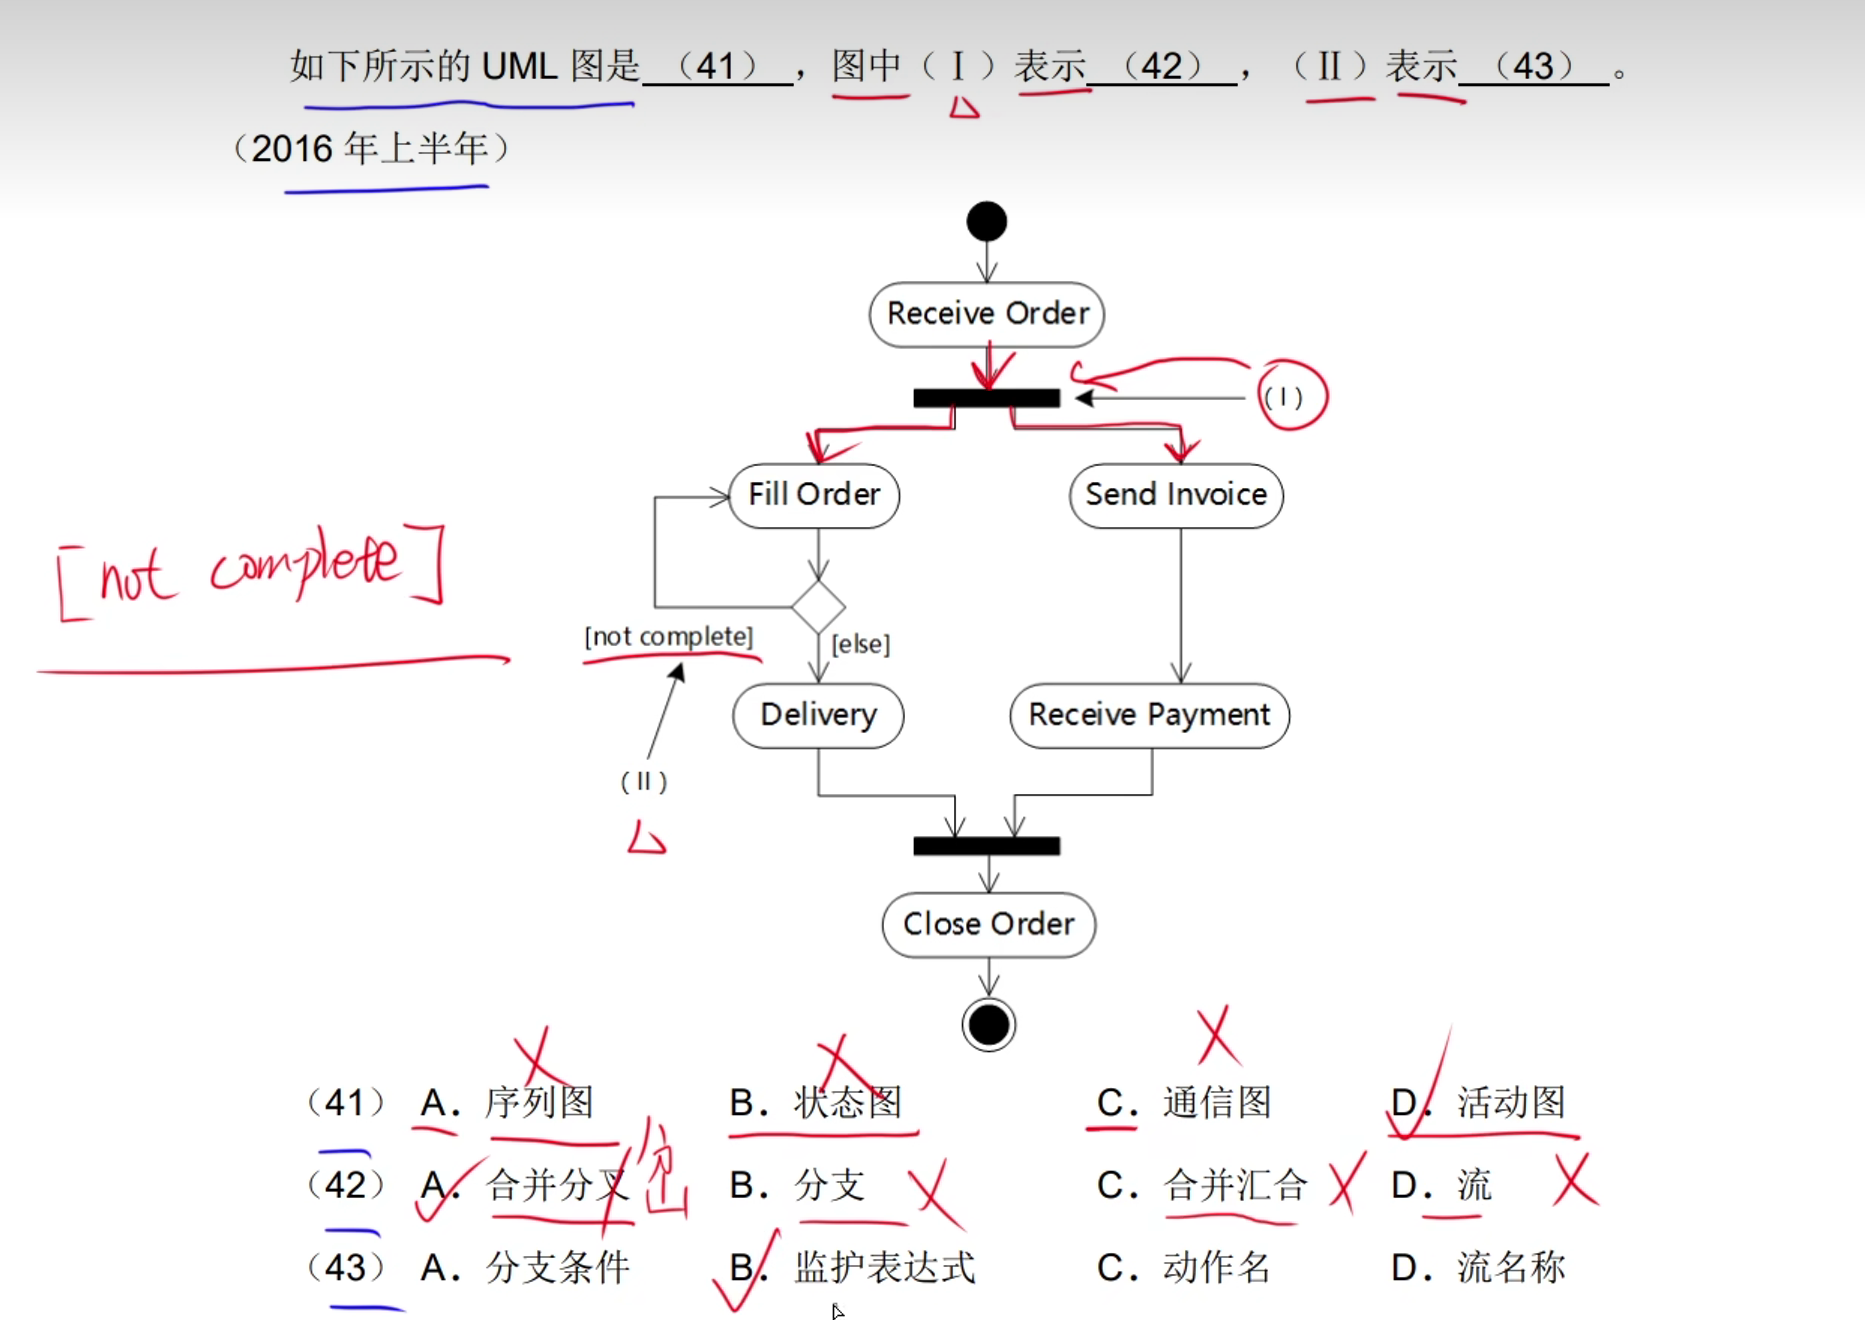 如下所示的 UML 图是（41），图中（Ⅰ）表示（42），（Ⅱ）表示（43）。
（2016 年上半年）
Receive Order
（Ⅰ）
Fill Order
Send Invoice
[not complete]
[not complete]
[else]
Delivery
Receive Payment
（Ⅱ）
Close Order
（41） A．序列图 B．状态图 C．通信图 D．活动图
（42） A．合并分叉 B．分支 C．合并汇合 D．流
岔
（43） A．分支条件 B．监护表达式 C．动作名 D．流名称